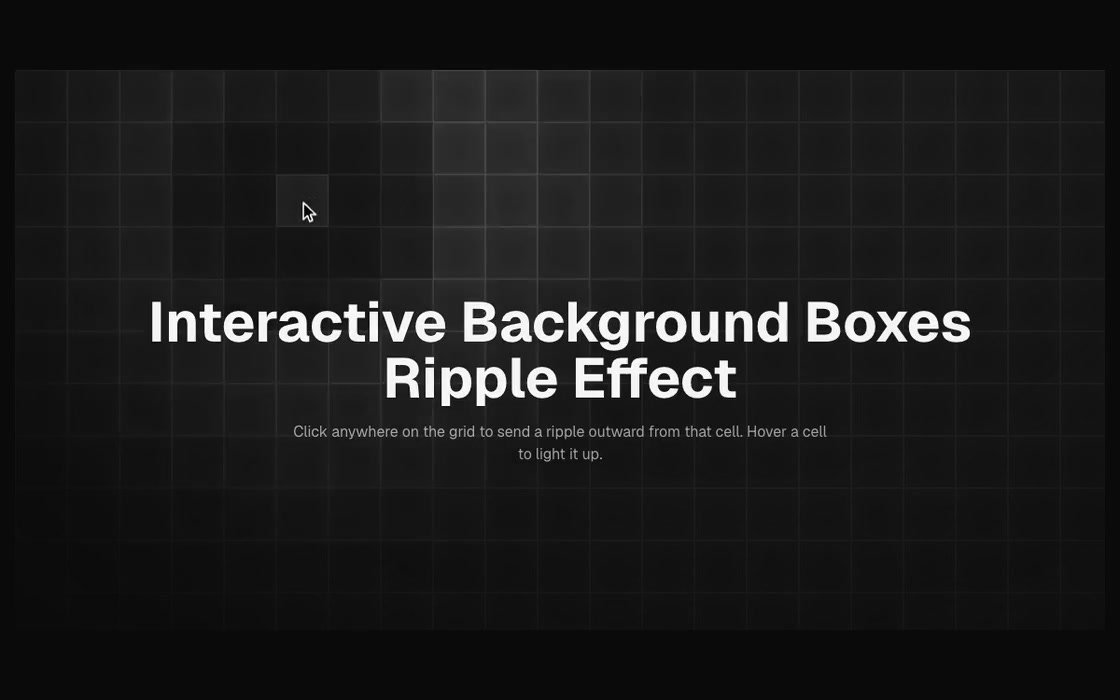 Interactive Background Boxes
Ripple Effect
Click anywhere on the grid to send a ripple outward from that cell. Hover a cell
to light it up.